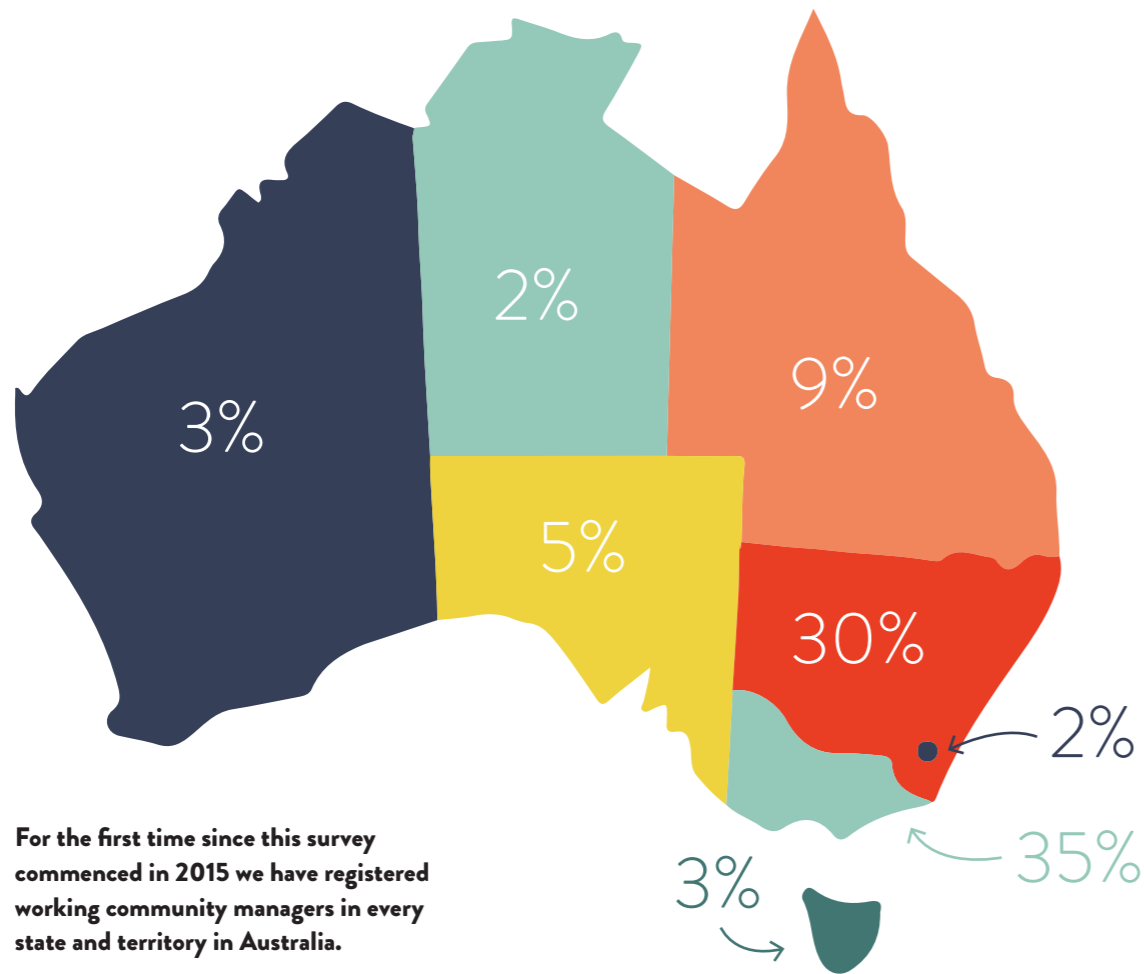 2%
9%
3%
5%
30%
2%
35%
3%
For the first time since this survey
commenced in 2015 we have registered
working community managers in every
state and territory in Australia.